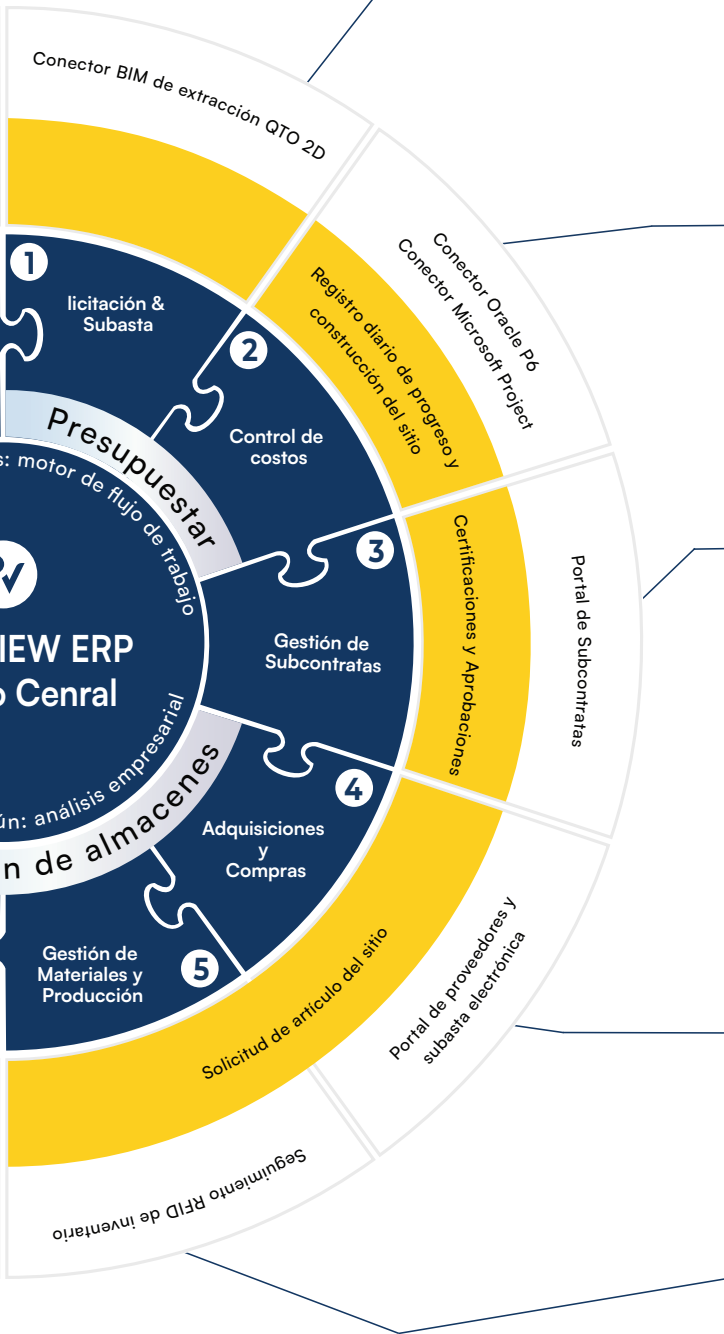 Conector BIM de extracción QTO 2D
Conector Oracle P6
Conector Microsoft Project
Registro diario de progreso y
construcción del sitio
1
licitación &
Subasta
2
Control de
costos
Presupuestar
s: motor de flujo de trabajo
3
Gestión de
Subcontratas
Certificaciones y Aprobaciones
Portal de Subcontratas
IEW ERP
o Cenral
ún: análisis empresarial
n de almacenes
4
Adquisiciones
y
Compras
5
Gestión de
Materiales y
Producción
Solicitud de artículo del sitio
Portal de proveedores y
subasta electrónica
Seguimiento RFID de inventario